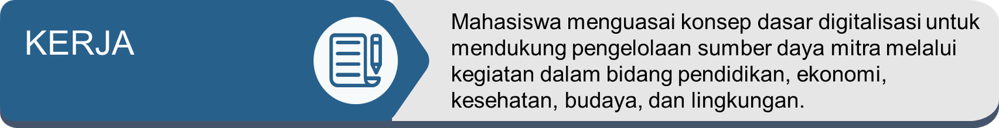 KERJA
Mahasiswa menguasai konsep dasar digitalisasi untuk
mendukung pengelolaan sumber daya mitra melalui
kegiatan dalam bidang pendidikan, ekonomi,
kesehatan, budaya, dan lingkungan.